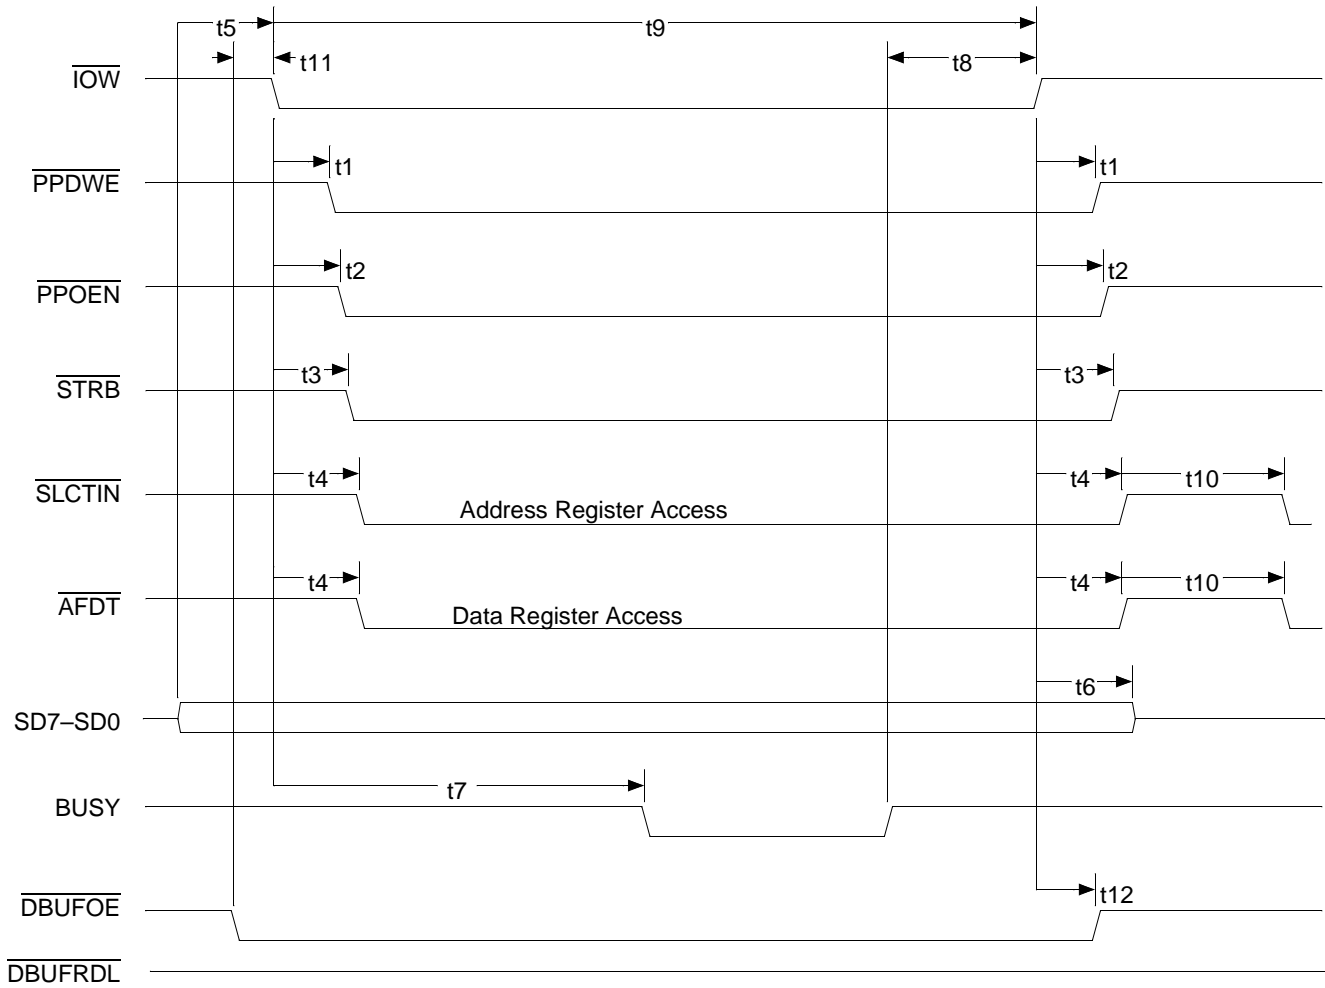 t5
t9
t11
t8
IOW
t1
t1
PPDWE
t2
t2
PPOEN
t3
t3
STRB
t4
t4
t10
SLCTIN
Address Register Access
t4
t4
t10
AFDT
Data Register Access
t6
SD7–SD0
t7
BUSY
t12
DBUFOE
DBUFRDL